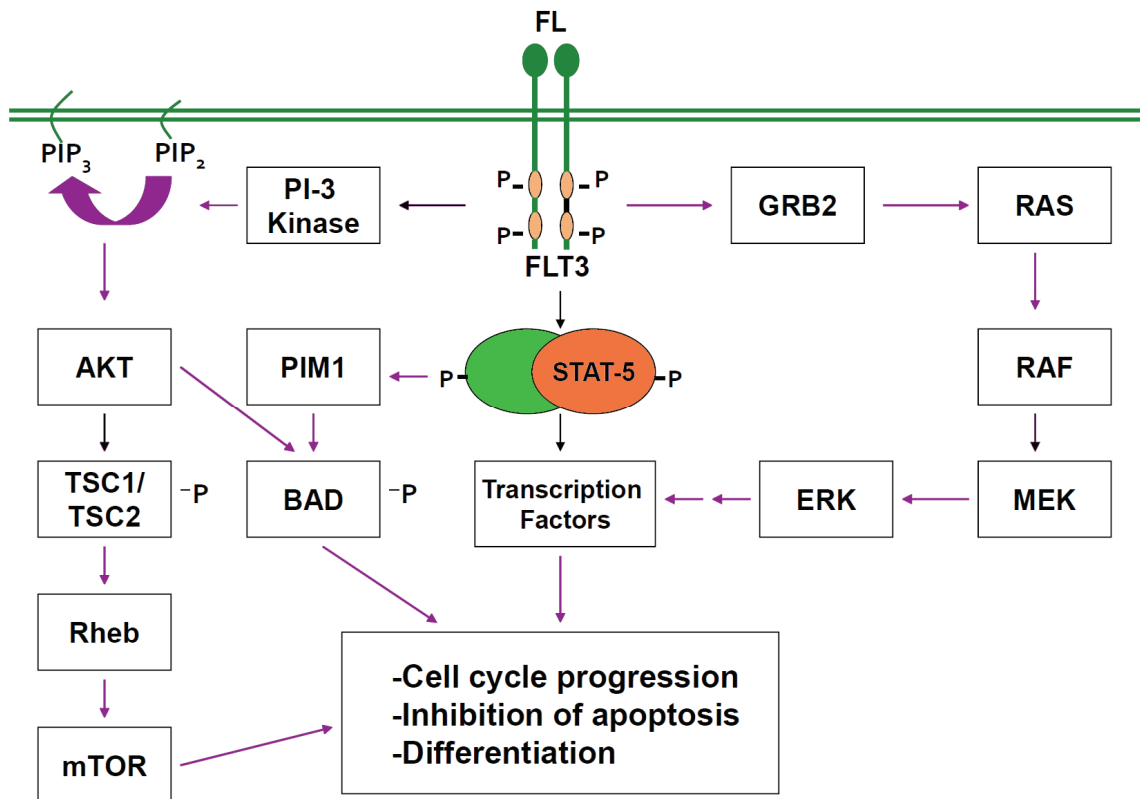 FL
PIP3
PIP2
PI-3
Kinase
P
P
P
P
FLT3
GRB2
RAS
AKT
PIM1
P
STAT-5
P
RAF
TSC1/
TSC2
–P
BAD
–P
Transcription
Factors
ERK
MEK
Rheb
mTOR
-Cell cycle progression
-Inhibition of apoptosis
-Differentiation